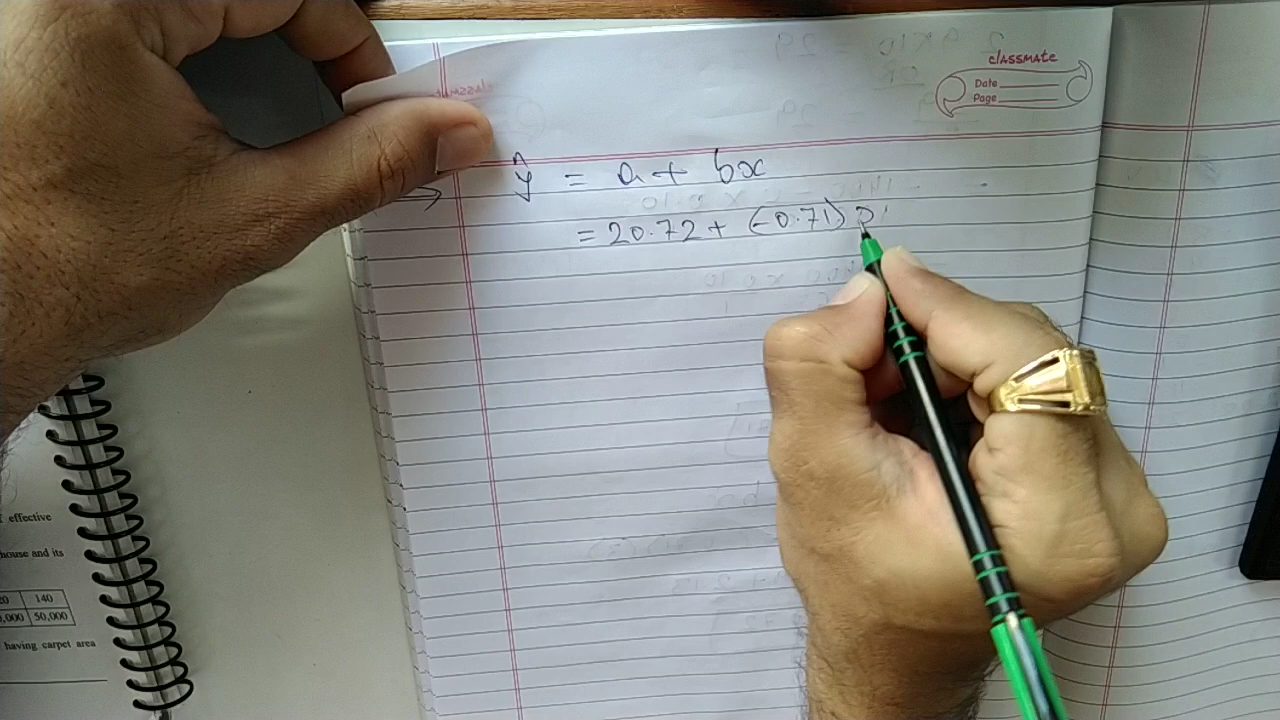 classmate
Date
Page
ŷ = a + bx
= 20.72 + (-0.71)
effective
house and its
20 140
,000 50,000
having carpet area